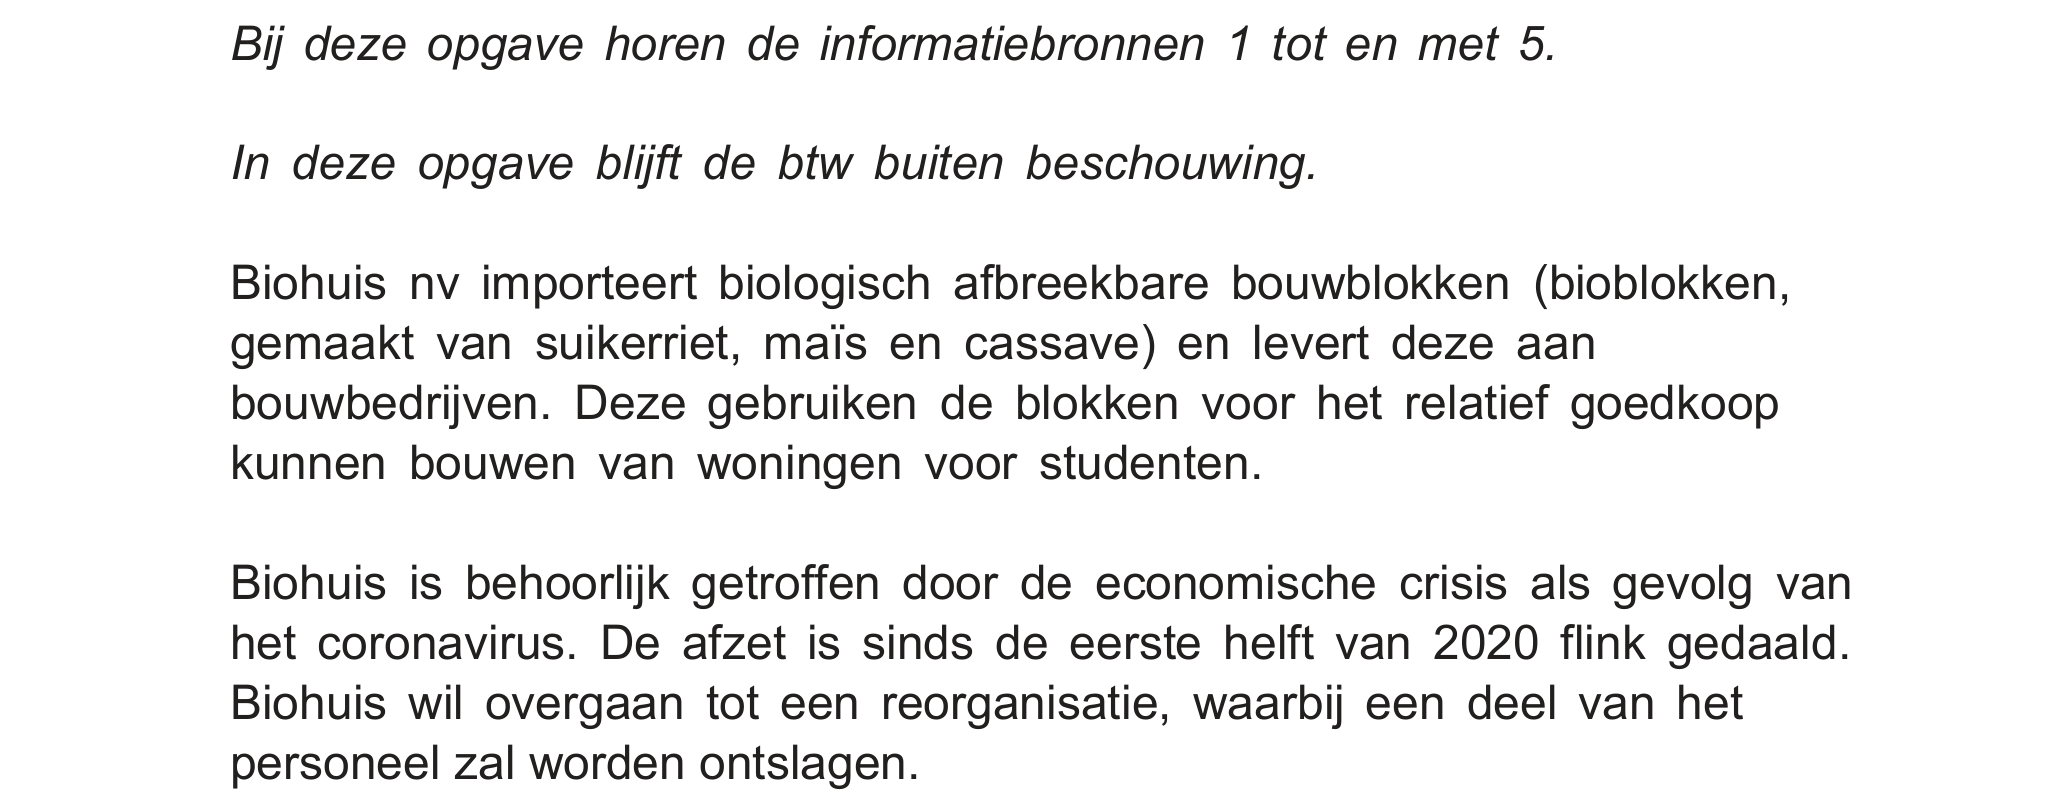 Bij deze opgave horen de informatiebronnen 1 tot en met 5.
In deze opgave blijft de btw buiten beschouwing.
Biohuis nv importeert biologisch afbreekbare bouwblokken (bioblokken,
gemaakt van suikerriet, maïs en cassave) en levert deze aan
bouwbedrijven. Deze gebruiken de blokken voor het relatief goedkoop
kunnen bouwen van woningen voor studenten.
Biohuis is behoorlijk getroffen door de economische crisis als gevolg van
het coronavirus. De afzet is sinds de eerste helft van 2020 flink gedaald.
Biohuis wil overgaan tot een reorganisatie, waarbij een deel van het
personeel zal worden ontslagen.